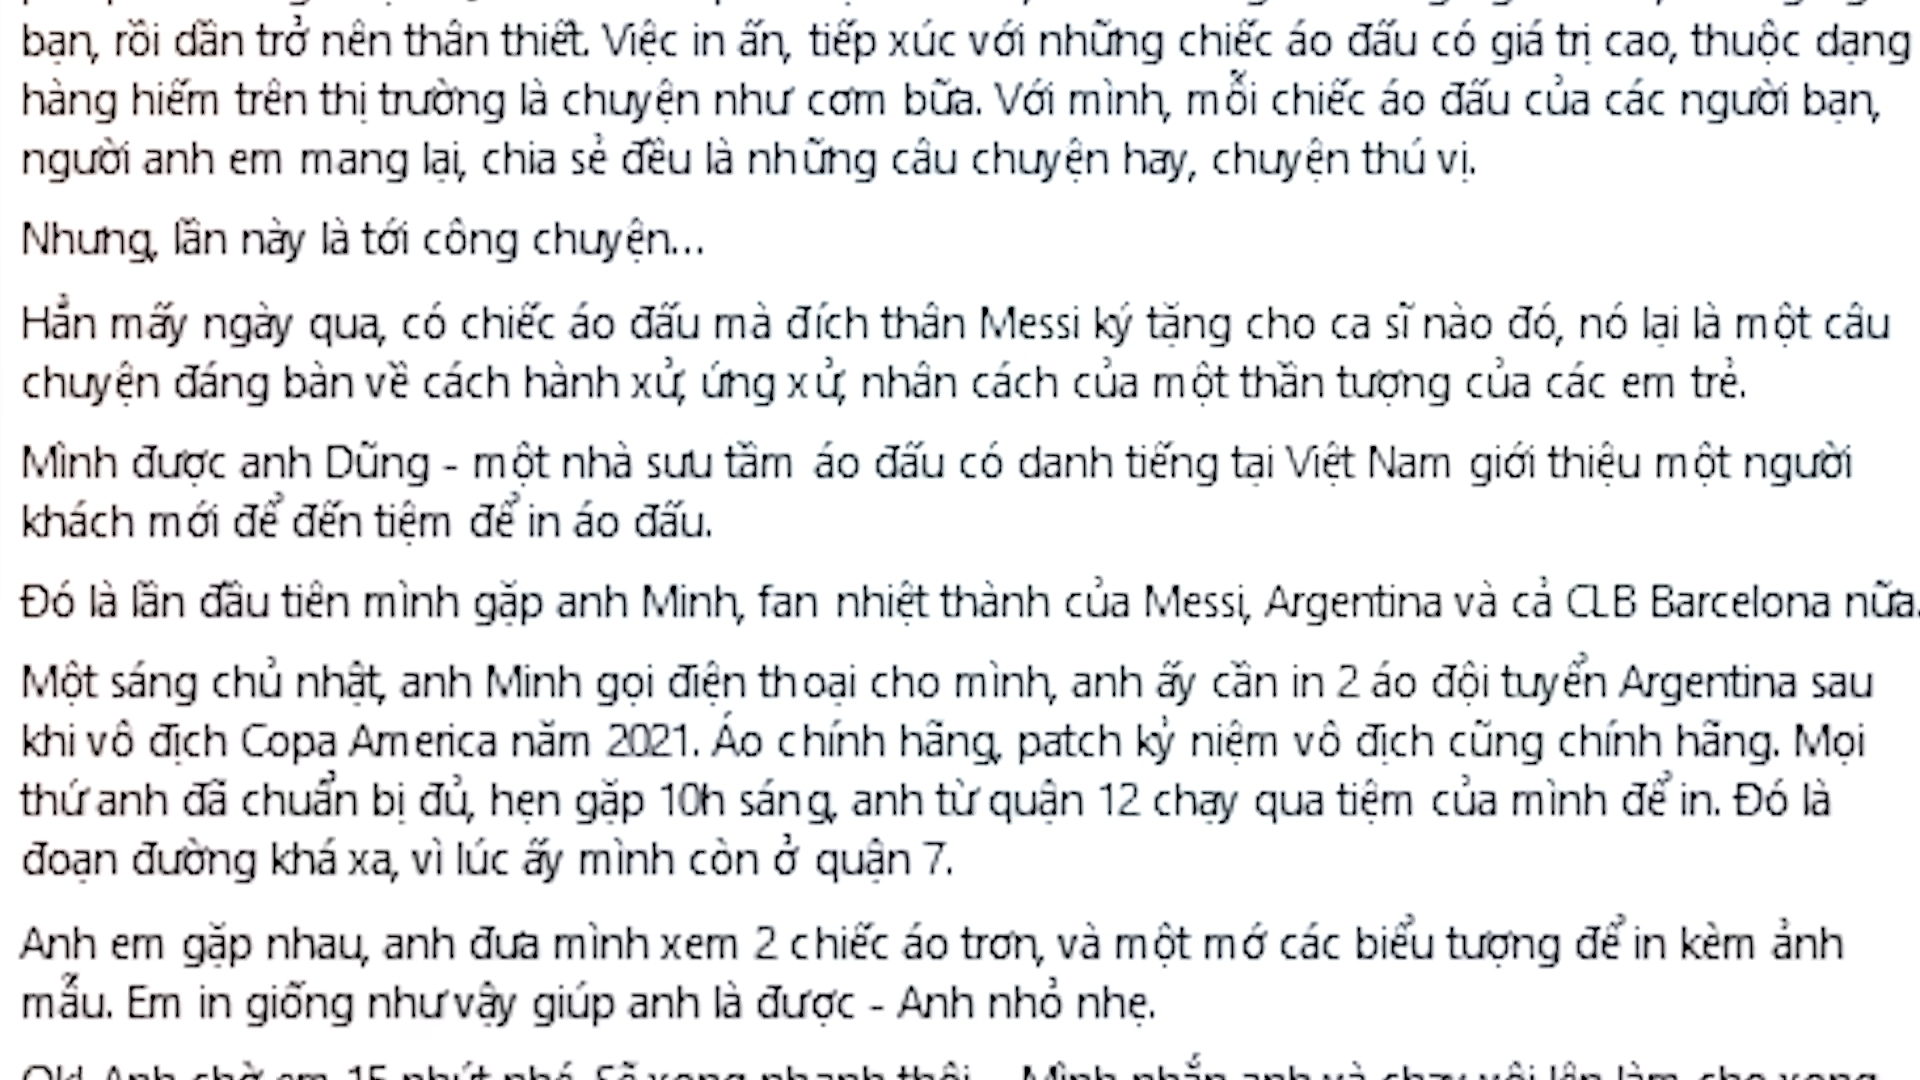 bạn, rồi dần trở nên thân thiết. Việc in ấn, tiếp xúc với những chiếc áo đấu có giá trị cao, thuộc dạng
hàng hiếm trên thị trường là chuyện như cơm bữa. Với mình, mỗi chiếc áo đấu của các người bạn,
người anh em mang lại, chia sẻ đều là những câu chuyện hay, chuyện thú vị.
Nhưng, lần này là tới công chuyện...
Hẳn mấy ngày qua, có chiếc áo đấu mà đích thân Messi ký tặng cho ca sĩ nào đó, nó lại là một câu
chuyện đáng bàn về cách hành xử, ứng xử, nhân cách của một thần tượng của các em trẻ.
Mình được anh Dũng - một nhà sưu tầm áo đấu có danh tiếng tại Việt Nam giới thiệu một người
khách mới để đến tiệm để in áo đấu.
Đó là lần đầu tiên mình gặp anh Minh, fan nhiệt thành của Messi, Argentina và cả CLB Barcelona nữa.
Một sáng chủ nhật, anh Minh gọi điện thoại cho mình, anh ấy cần in 2 áo đội tuyển Argentina sau
khi vô địch Copa America năm 2021. Áo chính hãng, patch kỷ niệm vô địch cũng chính hãng. Mọi
thứ anh đã chuẩn bị đủ, hẹn gặp 10h sáng, anh từ quận 12 chạy qua tiệm của mình để in. Đó là
đoạn đường khá xa, vì lúc ấy mình còn ở quận 7.
Anh em gặp nhau, anh đưa mình xem 2 chiếc áo trơn, và một mớ các biểu tượng để in kèm ảnh
mẫu. Em in giống như vậy giúp anh là được - Anh nhỏ nhẹ.
Ok! Anh chờ em 15 phút nhé. Sẽ xong nhanh thôi